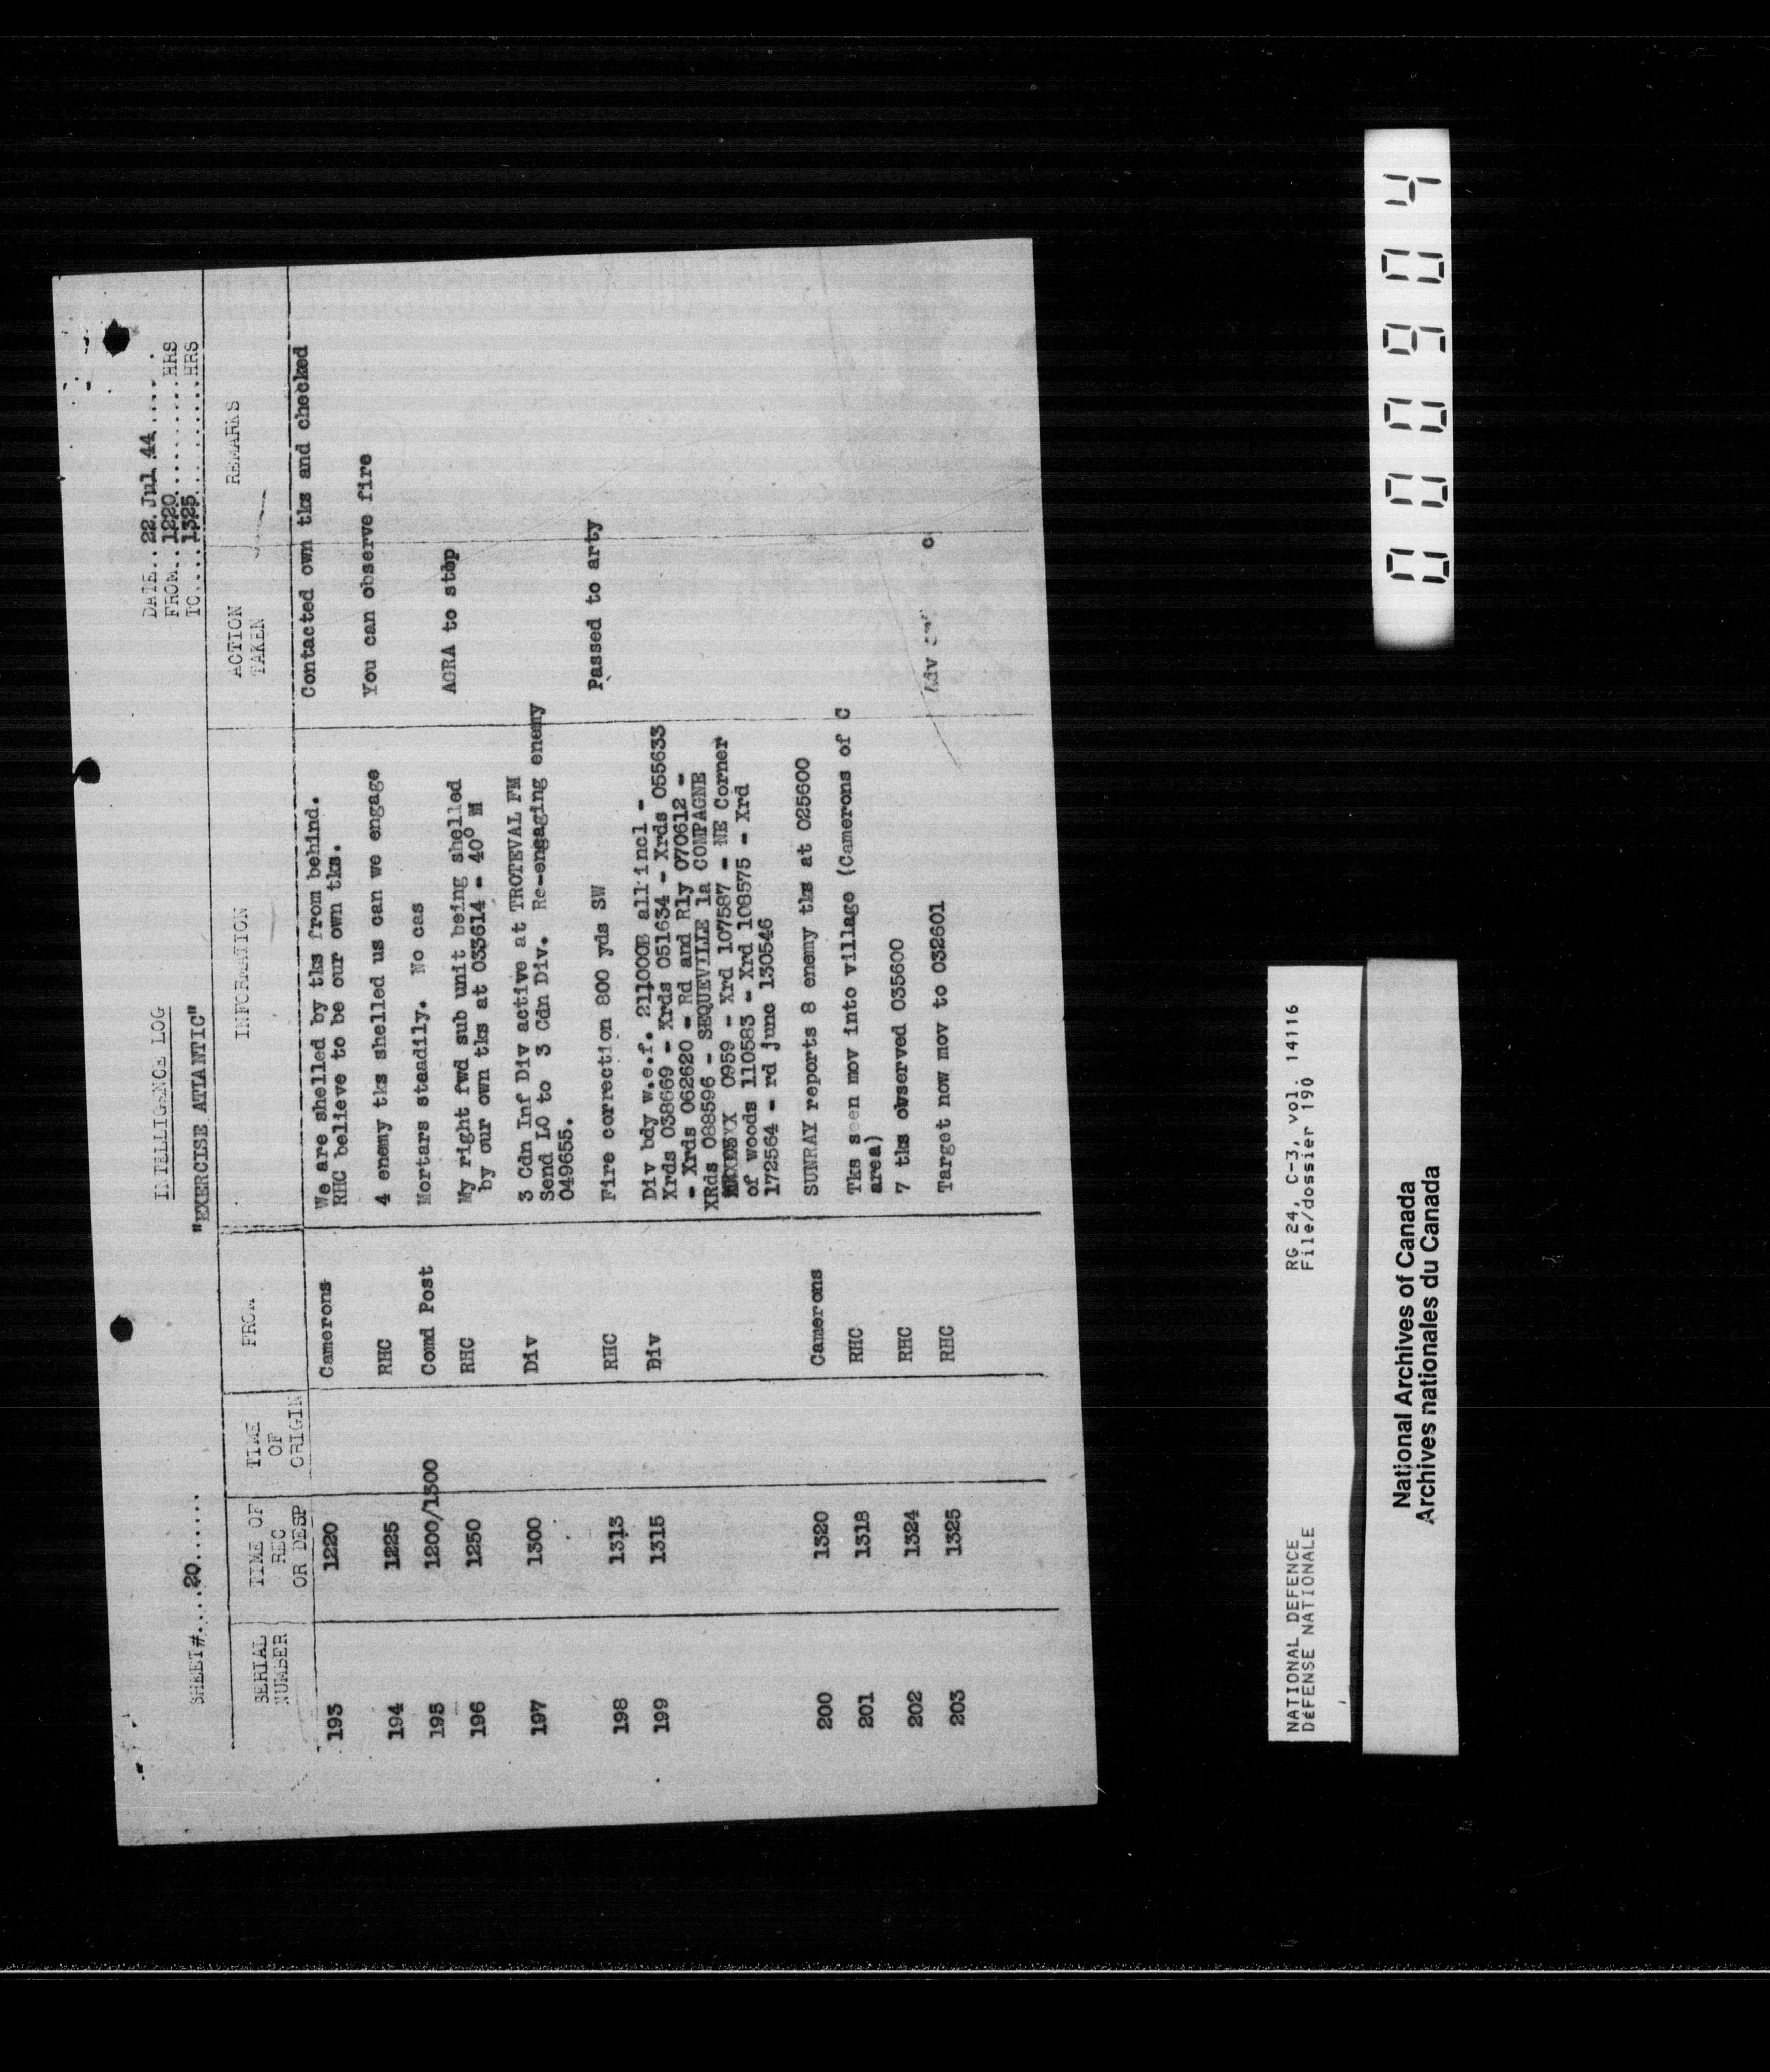 INTELLIGENCE LOG
"EXERCISE ATLANTIC"
SHEET#....20.....
DATE..22.Jul 44......
FROM..1220...........HRS
TO....1325...........HRS
SERIAL NUMBER TIME OF REC OR DESP TIME OF ORIGIN FROM INFORMATION ACTION TAKEN REMARKS
193 1220 Camerons We are shelled by tks from behind. Contacted own tks and checked
RHC believe to be our own tks.
194 1225 RHC 4 enemy tks shelled us can we engage You can observe fire
195 1200/1300 Comd Post Mortars steadily. No cas
196 1250 RHC My right fwd sub unit being shelled AGRA to stop
by our own tks at 033614 - 40° M
197 1300 Div 3 Cdn Inf Div active at TROTEVAL FM
Send LO to 3 Cdn Div. Re-engaging enemy
049655.
198 1313 RHC Fire correction 800 yds SW Passed to arty
199 1315 Div Div bdy w.e.f. 211000B all incl -
Xrds 038669 - Xrds 051634 - Xrds 055633
- Xrds 062620 - Rd and Rly 070612 -
XRds 088596 - SEQUEVILLE la COMPAGNE
0959 - Xrd 107587 - NE Corner
of woods 110583 - Xrd 108575 - Xrd
172564 - rd junc 130546
200 1320 Camerons SUNRAY reports 8 enemy tks at 025600
201 1318 RHC Tks seen mov into village (Camerons of C
area)
202 1324 RHC 7 tks observed 035600
203 1325 RHC Target now mov to 032601 Adv
NATIONAL DEFENCE RG 24, C-3, vol. 14116
DÉFENSE NATIONALE File/dossier 190
National Archives of Canada
Archives nationales du Canada
000904